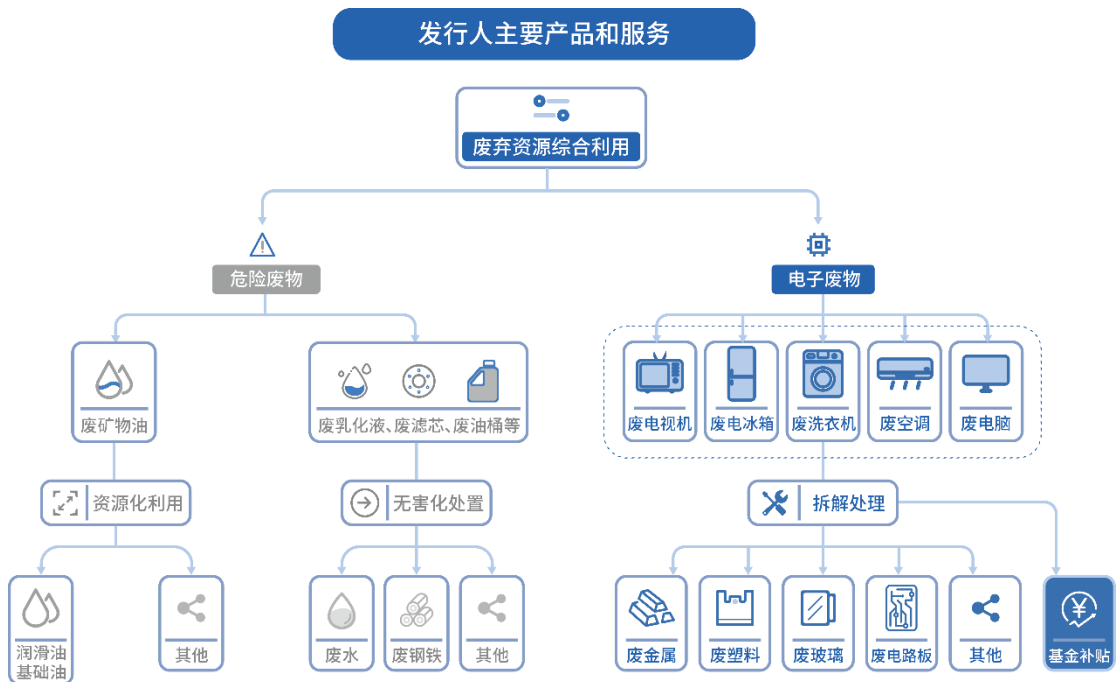 发行人主要产品和服务
废弃资源综合利用
危险废物
电子废物
废矿物油
废乳化液、废滤芯、废油桶等
废电视机
废电冰箱
废洗衣机
废空调
废电脑
资源化利用
无害化处置
拆解处理
润滑油
基础油
其他
废水
废钢铁
其他
废金属
废塑料
废玻璃
废电路板
其他
基金补贴